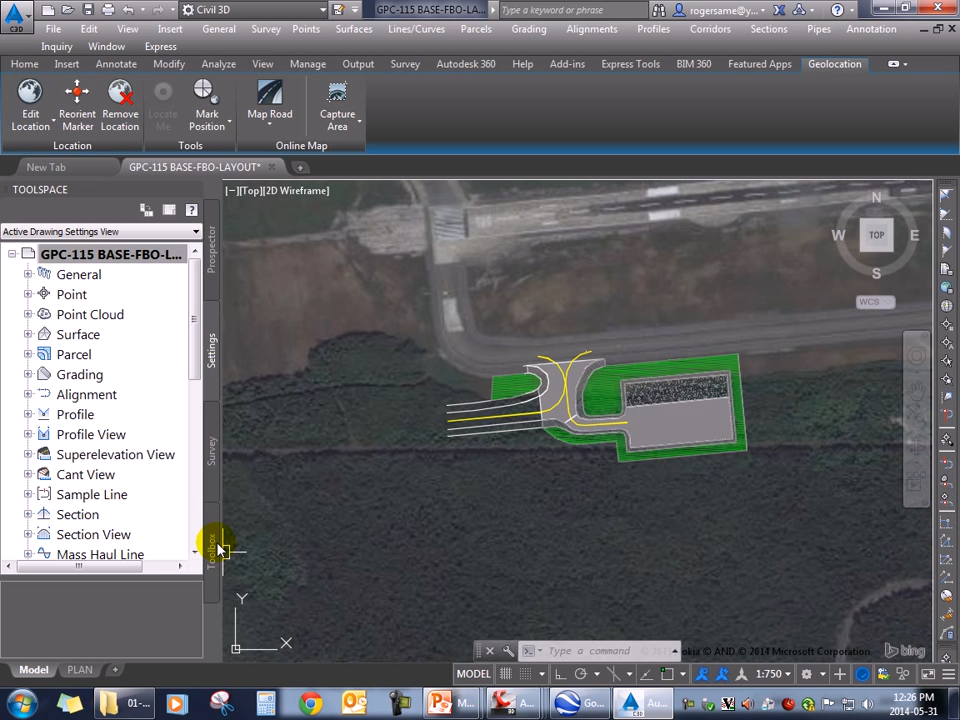 Civil 3D
GPC-115 BASE-FBO-LA...
Type a keyword or phrase
rogersame@y...
C3D
File Edit View Insert General Survey Points Surfaces Lines/Curves Parcels Grading Alignments Profiles Corridors Sections Pipes Annotation
Inquiry Window Express
Home Insert Annotate Modify Analyze View Manage Output Survey Autodesk 360 Help Add-ins Express Tools BIM 360 Featured Apps Geolocation
Edit Location
Reorient Marker
Remove Location
Locate Me
Mark Position
Map Road
Capture Area
Location Tools Online Map
New Tab GPC-115 BASE-FBO-LAYOUT*
TOOLSPACE
[−][Top][2D Wireframe]
Active Drawing Settings View
GPC-115 BASE-FBO-L...
General
Point
Point Cloud
Surface
Parcel
Grading
Alignment
Profile
Profile View
Superelevation View
Cant View
Sample Line
Section
Section View
Mass Haul Line
Prospector
Settings
Survey
Toolbox
N
W TOP E
S
WCS
Y
X
Type a command
okia © AND © 2014 Microsoft Corporation.
bing
Model PLAN
MODEL
1:750
01-...
M...
A...
Go...
Au...
12:26 PM
2014-05-31